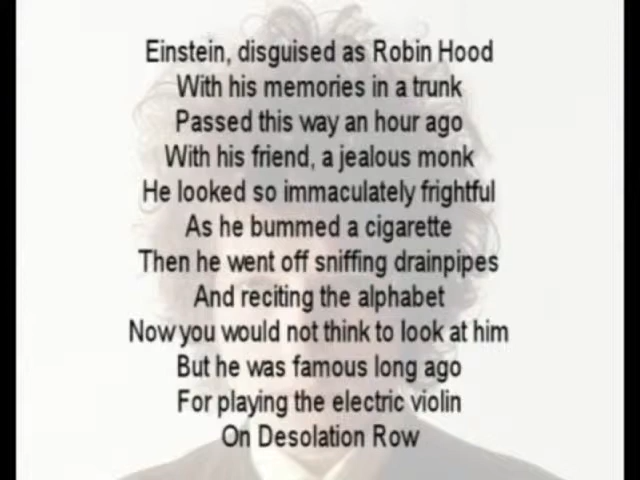 Einstein, disguised as Robin Hood
With his memories in a trunk
Passed this way an hour ago
With his friend, a jealous monk
He looked so immaculately frightful
As he bummed a cigarette
Then he went off sniffing drainpipes
And reciting the alphabet
Now you would not think to look at him
But he was famous long ago
For playing the electric violin
On Desolation Row